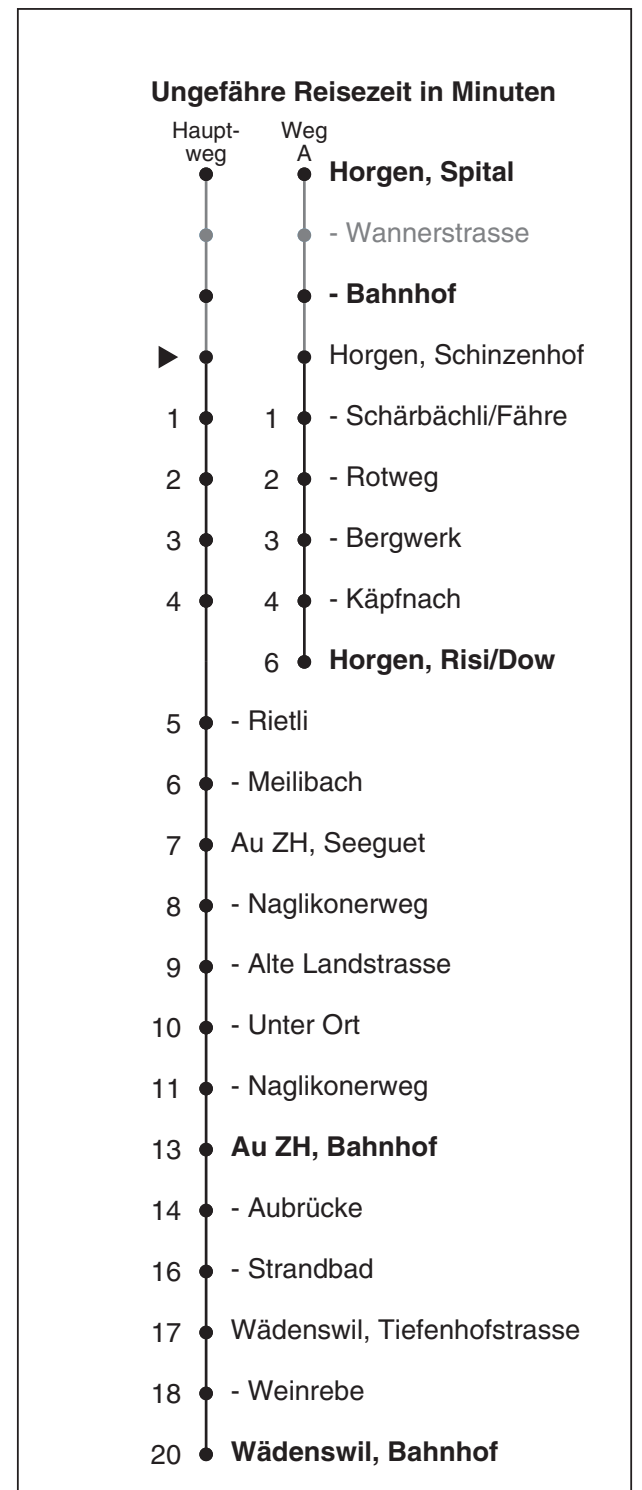 Ungefähre Reisezeit in Minuten
Haupt- Weg
weg A
Horgen, Spital
- Wannerstrasse
- Bahnhof
Horgen, Schinzenhof
1 1 - Schärbächli/Fähre
2 2 - Rotweg
3 3 - Bergwerk
4 4 - Käpfnach
6 Horgen, Risi/Dow
5 - Rietli
6 - Meilibach
7 Au ZH, Seeguet
8 - Naglikonerweg
9 - Alte Landstrasse
10 - Unter Ort
11 - Naglikonerweg
13 Au ZH, Bahnhof
14 - Aubrücke
16 - Strandbad
17 Wädenswil, Tiefenhofstrasse
18 - Weinrebe
20 Wädenswil, Bahnhof